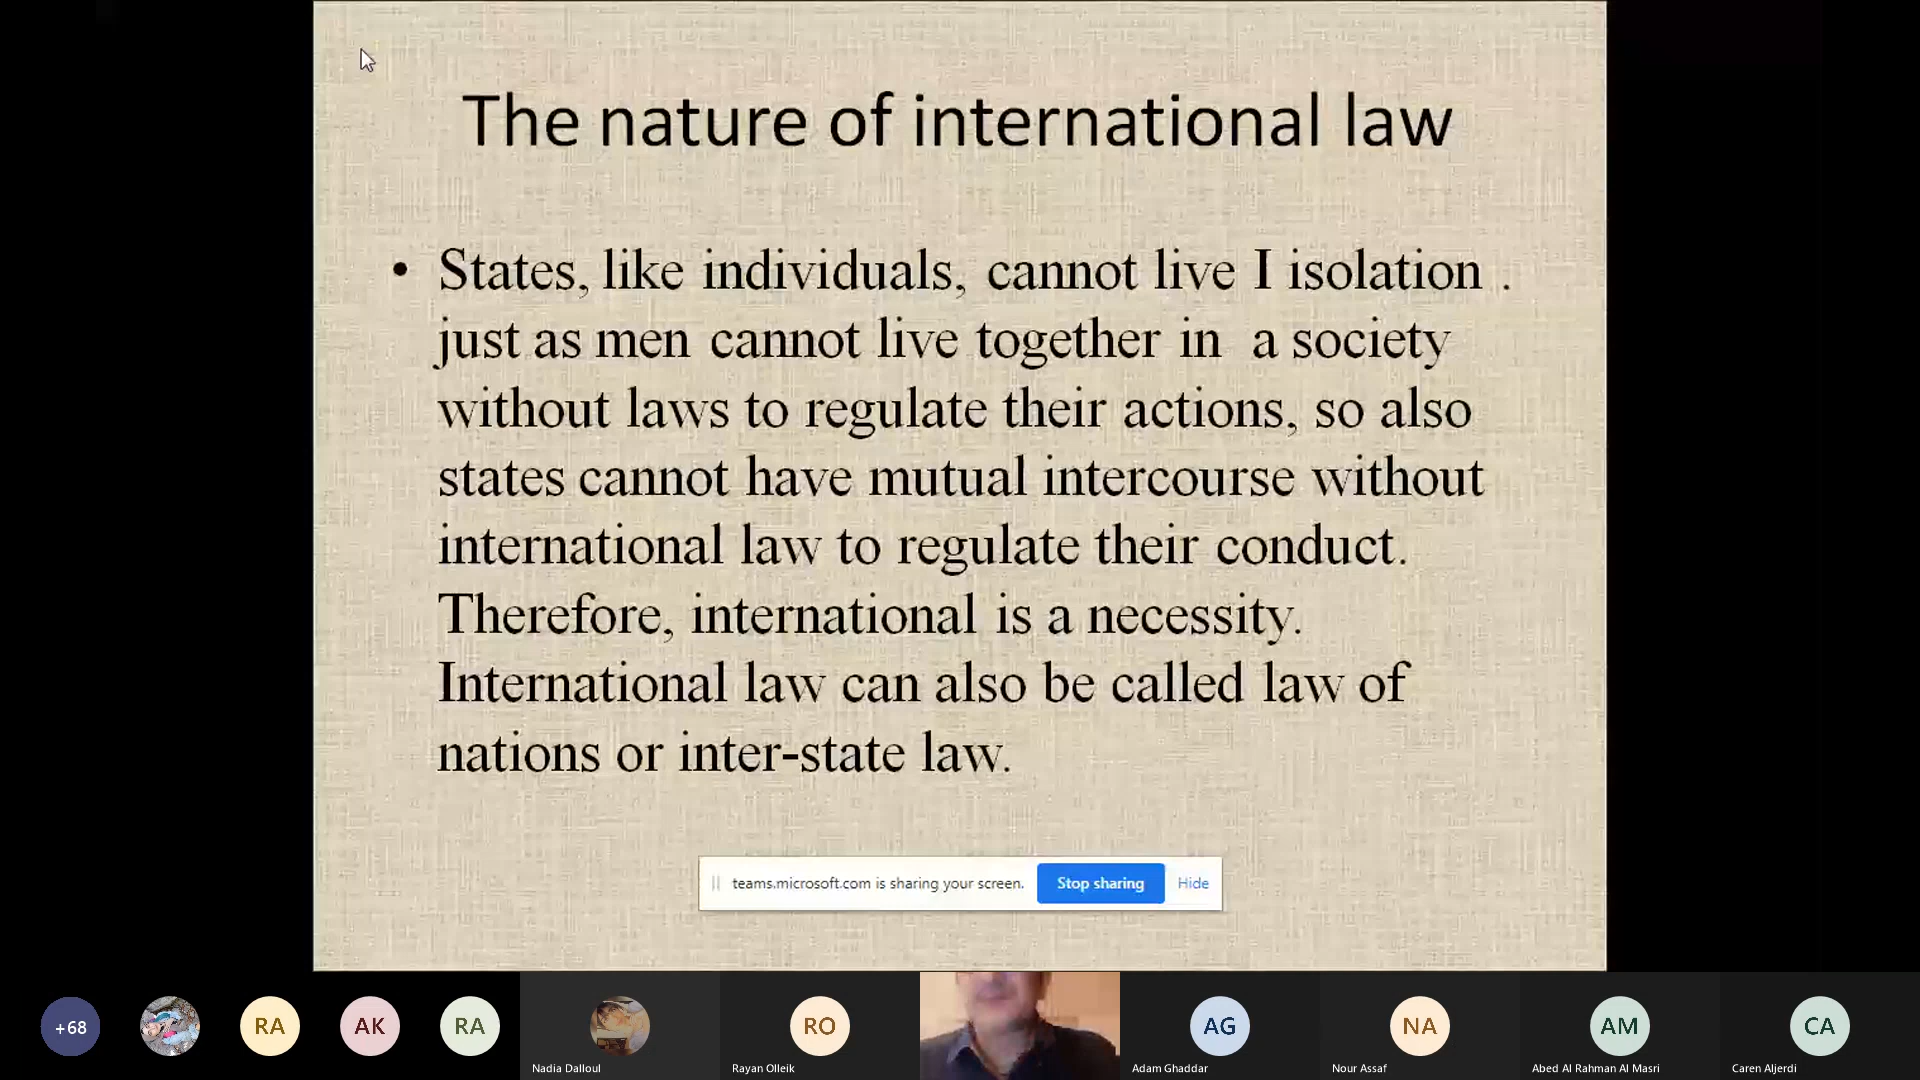 The nature of international law
• States, like individuals, cannot live I isolation .
just as men cannot live together in a society
without laws to regulate their actions, so also
states cannot have mutual intercourse without
international law to regulate their conduct.
Therefore, international is a necessity.
International law can also be called law of
nations or inter-state law.
teams.microsoft.com is sharing your screen. Stop sharing Hide
+68 RA AK RA RO AG NA AM CA
Nadia Dalloul Rayan Olleik Adam Ghaddar Nour Assaf Abed Al Rahman Al Masri Caren Aljerdi